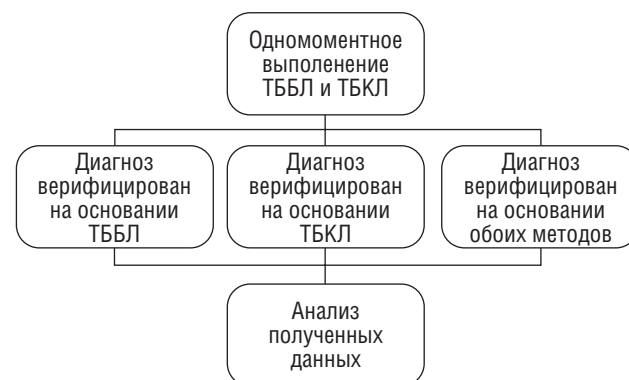 Одномоментное
выполенение
ТББЛ и ТБКЛ
Диагноз
верифицирован
на основании
ТББЛ
Диагноз
верифицирован
на основании
ТБКЛ
Диагноз
верифицирован
на основании
обоих методов
Анализ
полученных
данных